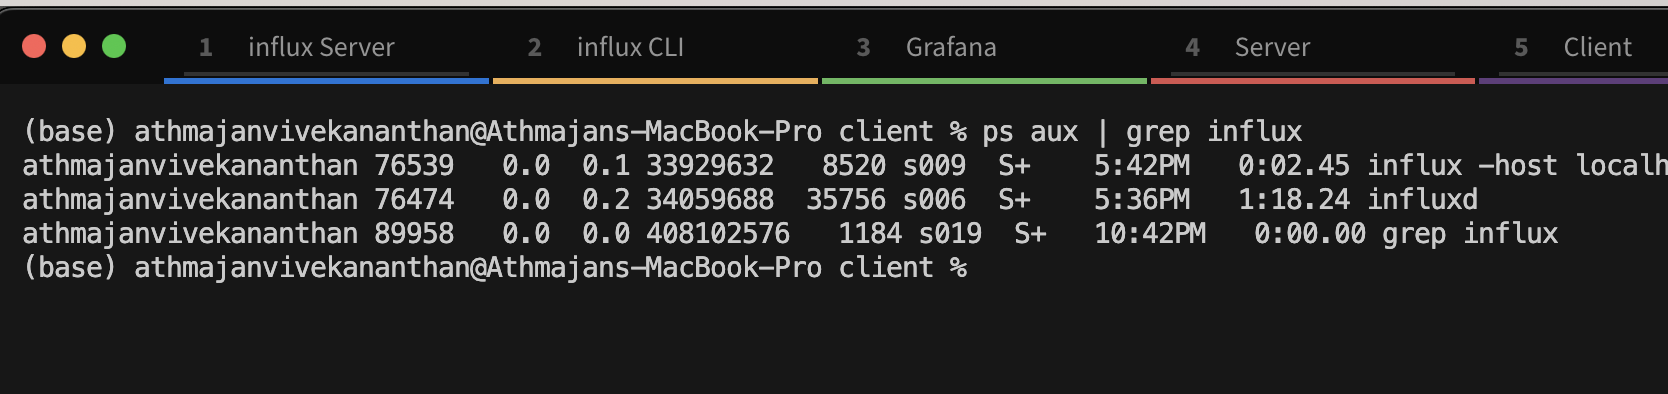 1 influx Server 2 influx CLI 3 Grafana 4 Server 5 Client
(base) athmajanvivekananthan@Athmajans-MacBook-Pro client % ps aux | grep influx
athmajanvivekananthan 76539 0.0 0.1 33929632 8520 s009 S+ 5:42PM 0:02.45 influx -host localh
athmajanvivekananthan 76474 0.0 0.2 34059688 35756 s006 S+ 5:36PM 1:18.24 influxd
athmajanvivekananthan 89958 0.0 0.0 408102576 1184 s019 S+ 10:42PM 0:00.00 grep influx
(base) athmajanvivekananthan@Athmajans-MacBook-Pro client %